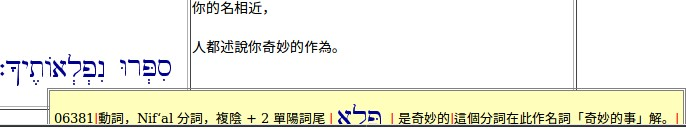 你的名相近，
人都述說你奇妙的作為。
סִפְּרוּ נִפְלְאוֹתֶיךָ׃
06381|動詞，Nif‘al 分詞，複陰 + 2 單陽詞尾 | פָּלָא | 是奇妙的|這個分詞在此作名詞「奇妙的事」解。|